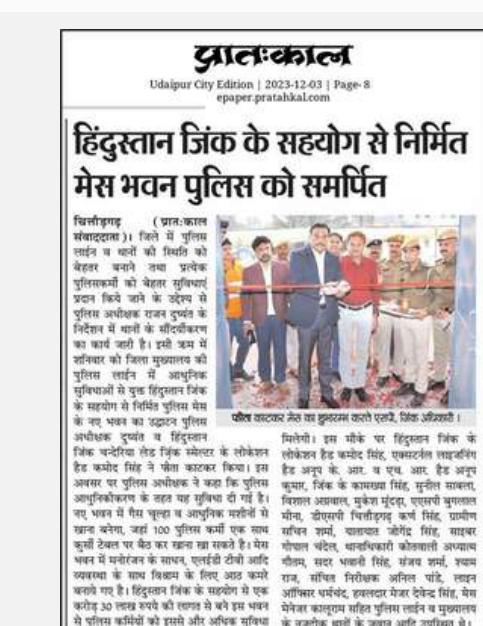 प्रातःकाल
Udaipur City Edition | 2023-12-03 | Page- 8
epaper.pratahkal.com
हिंदुस्तान जिंक के सहयोग से निर्मित
मेस भवन पुलिस को समर्पित
चित्तौड़गढ़ (प्रातःकाल
संवाददाता)। जिले में पुलिस
लाईन व थानों की स्थिति को
बेहतर बनाने तथा प्रत्येक
पुलिसकर्मी को बेहतर सुविधाएं
प्रदान किये जाने के उद्देश्य से
पुलिस अधीक्षक राजन दुष्यंत के
निर्देशन में थानों के सौंदर्यीकरण
का कार्य जारी है। इसी क्रम में
शनिवार को जिला मुख्यालय की
पुलिस लाईन में आधुनिक
सुविधाओं से युक्त हिंदुस्तान जिंक
के सहयोग से निर्मित पुलिस मेस
के नए भवन का उद्घाटन पुलिस
अधीक्षक दुष्यंत व हिंदुस्तान
जिंक चन्देरिया लेड जिंक स्मेल्टर के लोकेशन
हैड कमोद सिंह ने फीता काटकर किया। इस
अवसर पर पुलिस अधीक्षक ने कहा कि पुलिस
आधुनिकीकरण के तहत यह सुविधा दी गई है।
नए भवन में गैस चूल्हा व आधुनिक मशीनों से
खाना बनेगा, जहां 100 पुलिस कर्मी एक साथ
कुर्सी टेबल पर बैठ कर खाना खा सकते है। मेस
भवन में मनोरंजन के साधन, एलईडी टीवी आदि
व्यवस्था के साथ विश्राम के लिए आठ कमरे
बनाये गए है। हिंदुस्तान जिंक के सहयोग से एक
करोड़ 30 लाख रुपये की लागत से बने इस भवन
से पुलिस कर्मियों को इससे और अधिक सुविधा
फीता काटकर मेस का शुभारम्भ करते एसपी, जिंक अधिकारी ।
मिलेगी। इस मौके पर हिंदुस्तान जिंक के
लोकेशन हैड कमोद सिंह, एक्सटर्नल लाइजनिंग
हैड अनूप के. आर. व एच. आर. हैड अनूप
कुमार, जिंक के कामख्या सिंह, सुनील साबला,
विशाल अग्रवाल, मुकेश मूंदड़ा, एएसपी बुगलाल
मीना, डीएसपी चित्तौड़गढ़ कर्ण सिंह, ग्रामीण
सचिन शर्मा, यातायात जोगेंद्र सिंह, साइबर
गोपाल चंदेल, थानाधिकारी कोतवाली अध्यात्म
गौतम, सदर भवानी सिंह, संजय शर्मा, श्याम
राज, संचित निरीक्षक अनिल पांडे, लाइन
ऑफिसर धर्मचंद, हवलदार मेजर देवेन्द्र सिंह, मेस
मेनेजर कालूराम सहित पुलिस लाईन व मुख्यालय
के नजदीक थानों के जवान आदि उपस्थित थे।